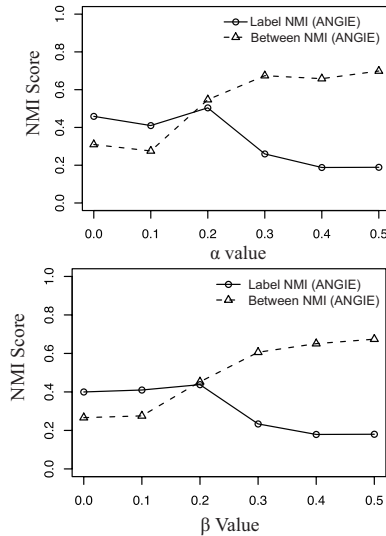 Label NMI (ANGIE)
Between NMI (ANGIE)
NMI Score
1.0
0.8
0.6
0.4
0.2
0.0
0.0 0.1 0.2 0.3 0.4 0.5
α value
Label NMI (ANGIE)
Between NMI (ANGIE)
NMI Score
1.0
0.8
0.6
0.4
0.2
0.0
0.0 0.1 0.2 0.3 0.4 0.5
β Value